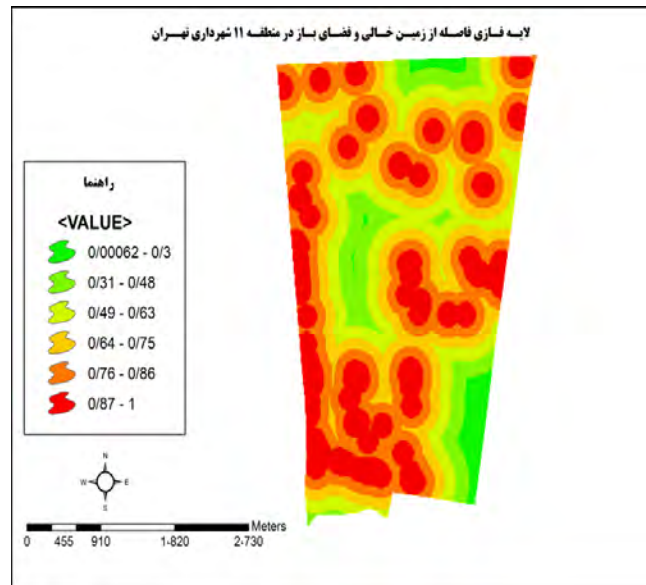 لایه فازی فاصله از زمین خالی و فضای باز در منطقه ۱۱ شهرداری تهران
راهنما
<VALUE>
0/00062 - 0/3
0/31 - 0/48
0/49 - 0/63
0/64 - 0/75
0/76 - 0/86
0/87 - 1
N
W E
S
Meters
0 455 910 1-820 2-730